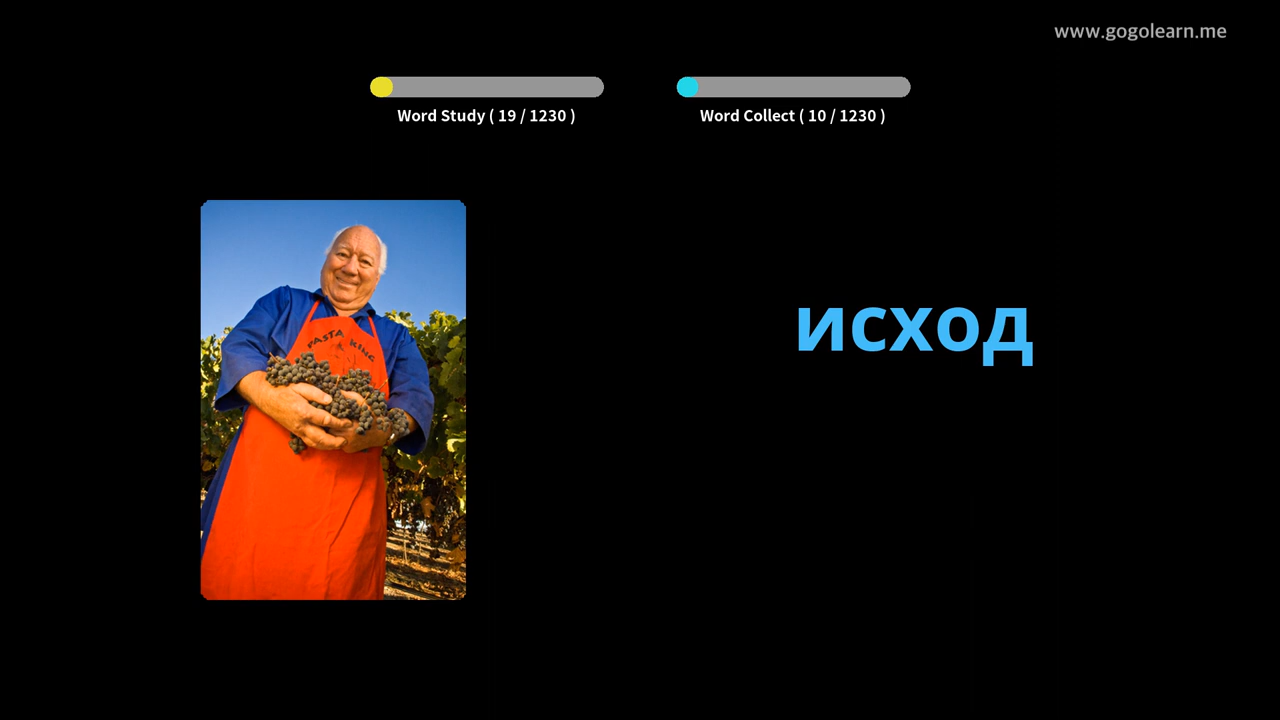 www.gogolearn.me
Word Study ( 19 / 1230 )
Word Collect ( 10 / 1230 )
PASTA KING
исход